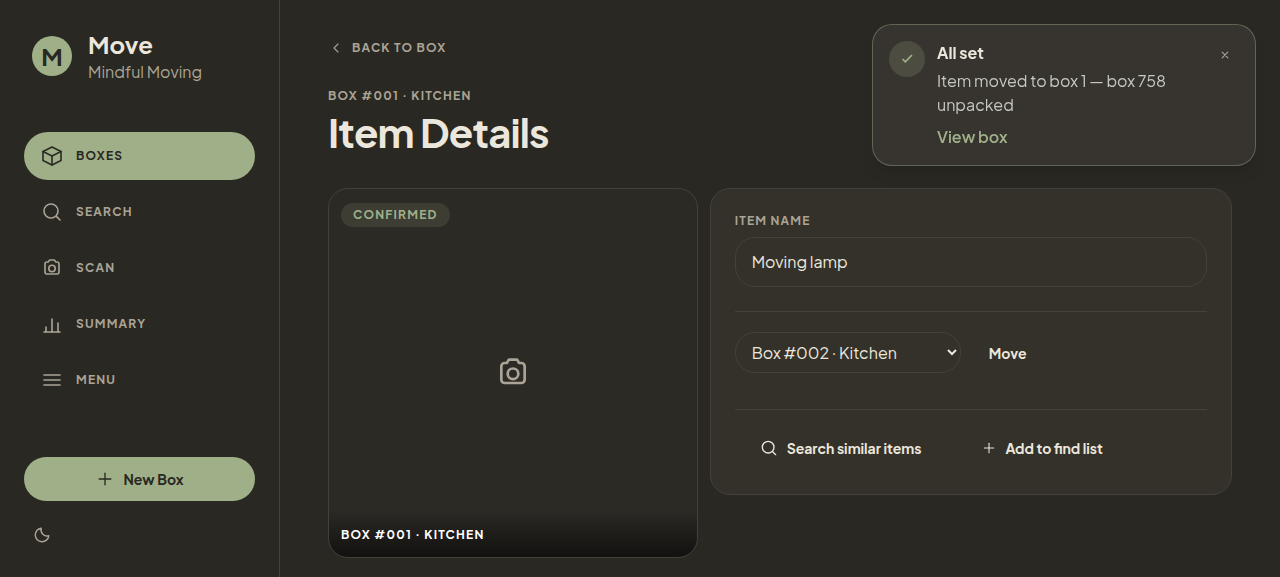 M
Move
Mindful Moving
BOXES
SEARCH
SCAN
SUMMARY
MENU
New Box
BACK TO BOX
BOX #001 · KITCHEN
Item Details
All set
Item moved to box 1 — box 758
unpacked
View box
CONFIRMED
BOX #001 · KITCHEN
ITEM NAME
Moving lamp
Box #002 · Kitchen
Move
Search similar items
Add to find list